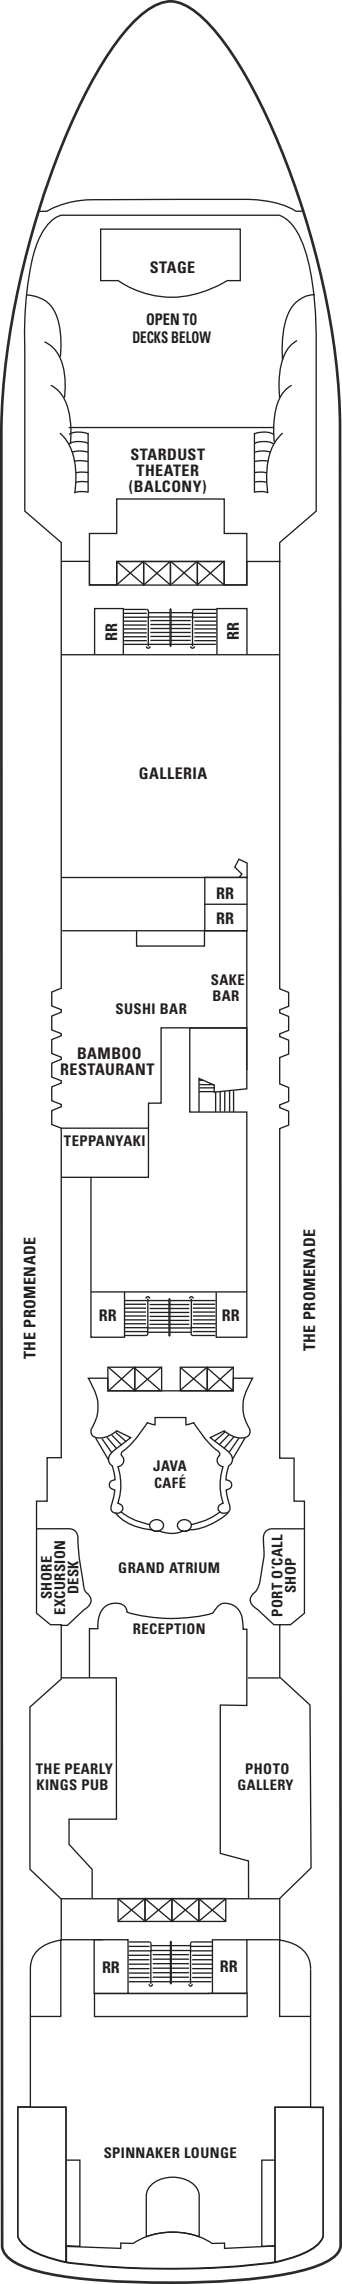 STAGE
OPEN TO
DECKS BELOW
STARDUST
THEATER
(BALCONY)
RR
RR
GALLERIA
RR
RR
SAKE
BAR
SUSHI BAR
BAMBOO
RESTAURANT
TEPPANYAKI
THE PROMENADE
THE PROMENADE
RR
RR
JAVA
CAFÉ
SHORE
EXCURSION
DESK
GRAND ATRIUM
PORT O'CALL
SHOP
RECEPTION
THE PEARLY
KINGS PUB
PHOTO
GALLERY
RR
RR
SPINNAKER LOUNGE